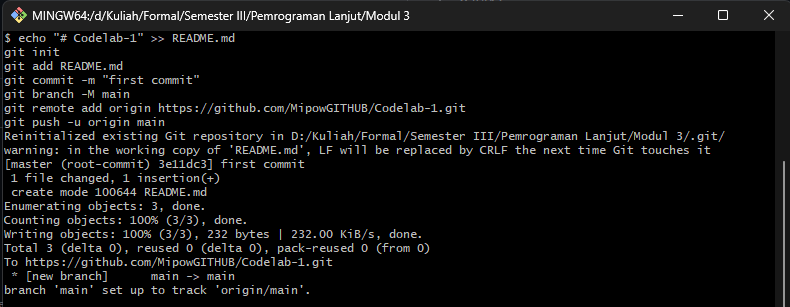 MINGW64:/d/Kuliah/Formal/Semester III/Pemrograman Lanjut/Modul 3
$ echo "# Codelab-1" >> README.md
git init
git add README.md
git commit -m "first commit"
git branch -M main
git remote add origin https://github.com/MipowGITHUB/Codelab-1.git
git push -u origin main
Reinitialized existing Git repository in D:/Kuliah/Formal/Semester III/Pemrograman Lanjut/Modul 3/.git/
warning: in the working copy of 'README.md', LF will be replaced by CRLF the next time Git touches it
[master (root-commit) 3e11dc3] first commit
 1 file changed, 1 insertion(+)
 create mode 100644 README.md
Enumerating objects: 3, done.
Counting objects: 100% (3/3), done.
Writing objects: 100% (3/3), 232 bytes | 232.00 KiB/s, done.
Total 3 (delta 0), reused 0 (delta 0), pack-reused 0 (from 0)
To https://github.com/MipowGITHUB/Codelab-1.git
 * [new branch]      main -> main
branch 'main' set up to track 'origin/main'.